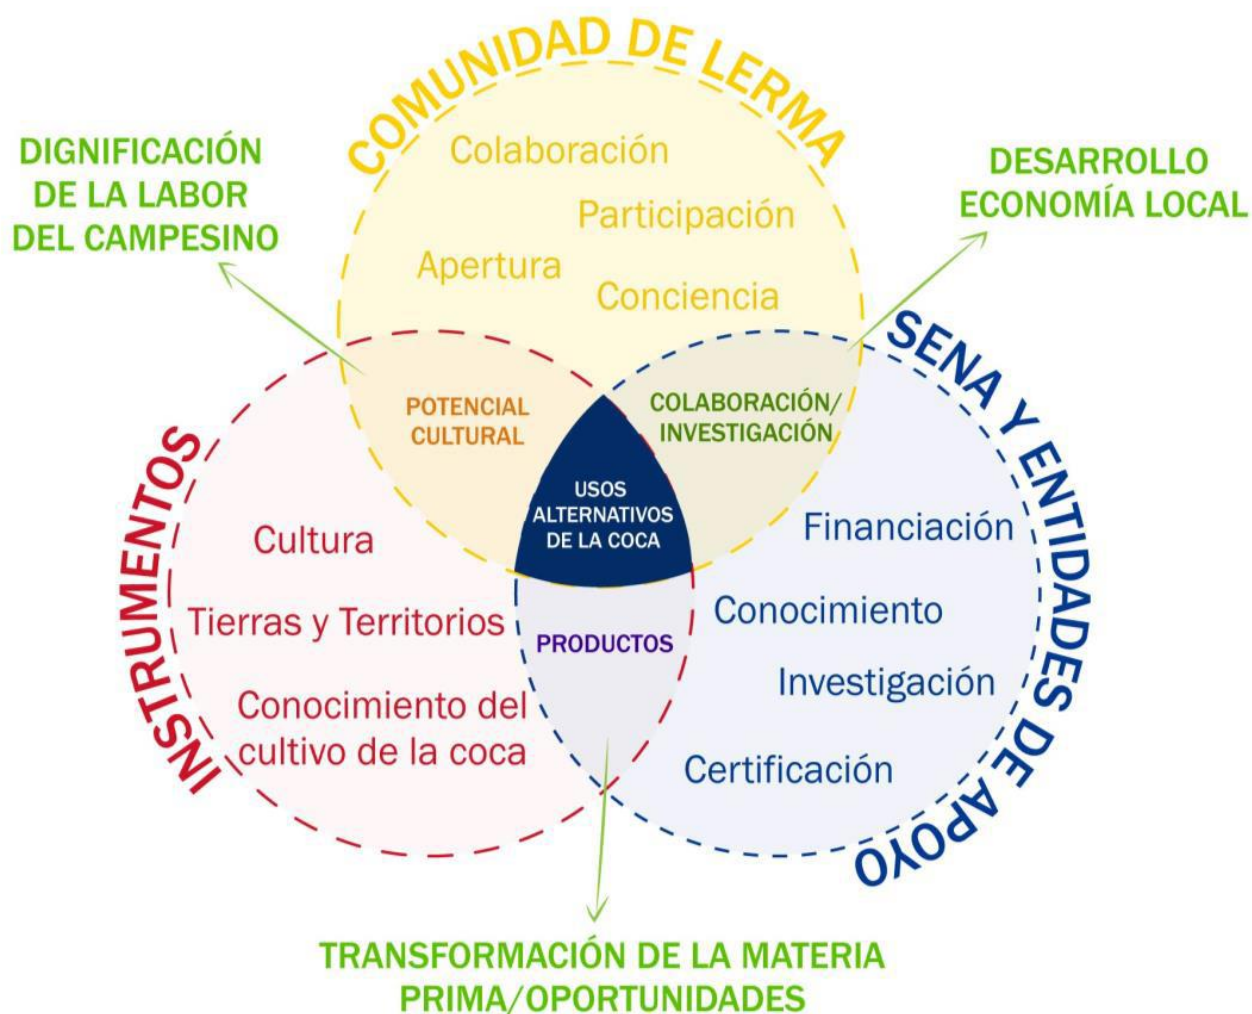 COMUNIDAD DE LERMA
DIGNIFICACIÓN
DE LA LABOR
DEL CAMPESINO
DESARROLLO
ECONOMÍA LOCAL
Colaboración
Participación
Apertura
Conciencia
POTENCIAL
CULTURAL
COLABORACIÓN/
INVESTIGACIÓN
USOS
ALTERNATIVOS
DE LA COCA
INSTRUMENTOS
Cultura
Tierras y Territorios
Conocimiento del
cultivo de la coca
PRODUCTOS
SENA Y ENTIDADES DE APOYO
Financiación
Conocimiento
Investigación
Certificación
TRANSFORMACIÓN DE LA MATERIA
PRIMA/OPORTUNIDADES